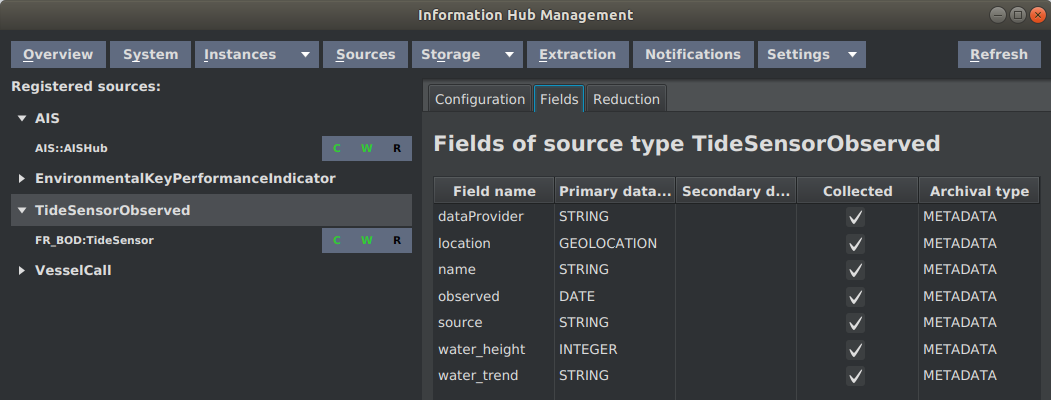 Information Hub Management
Overview System Instances Sources Storage Extraction Notifications Settings Refresh
Registered sources:
AIS
AIS::AISHub C W R
EnvironmentalKeyPerformanceIndicator
TideSensorObserved
FR_BOD:TideSensor C W R
VesselCall
Configuration Fields Reduction
Fields of source type TideSensorObserved
Field name Primary data... Secondary d... Collected Archival type
dataProvider STRING METADATA
location GEOLOCATION METADATA
name STRING METADATA
observed DATE METADATA
source STRING METADATA
water_height INTEGER METADATA
water_trend STRING METADATA